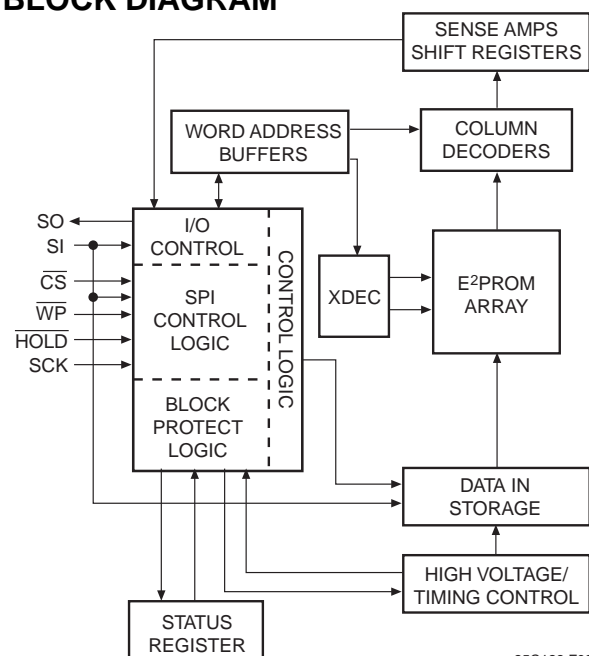 BLOCK DIAGRAM
SENSE AMPS
SHIFT REGISTERS
WORD ADDRESS
BUFFERS
COLUMN
DECODERS
SO
SI
CS
WP
HOLD
SCK
I/O
CONTROL
SPI
CONTROL
LOGIC
BLOCK
PROTECT
LOGIC
CONTROL LOGIC
XDEC
E2PROM
ARRAY
DATA IN
STORAGE
HIGH VOLTAGE/
TIMING CONTROL
STATUS
REGISTER